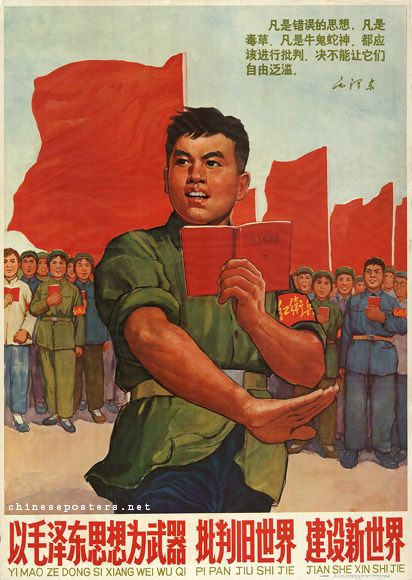 凡是错误的思想，凡是
毒草，凡是牛鬼蛇神，都应
该进行批判，决不能让它们
自由泛滥。
毛泽东
红卫兵
chineseposters.net
以毛泽东思想为武器 批判旧世界 建设新世界
YI MAO ZE DONG SI XIANG WEI WU QI PI PAN JIU SHI JIE JIAN SHE XIN SHI JIE